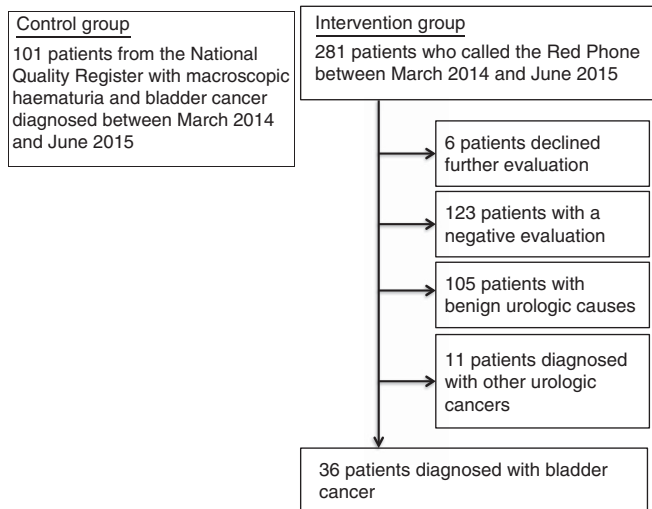 Control group
101 patients from the National
Quality Register with macroscopic
haematuria and bladder cancer
diagnosed between March 2014
and June 2015
Intervention group
281 patients who called the Red Phone
between March 2014 and June 2015
6 patients declined
further evaluation
123 patients with a
negative evaluation
105 patients with
benign urologic causes
11 patients diagnosed
with other urologic
cancers
36 patients diagnosed with bladder
cancer